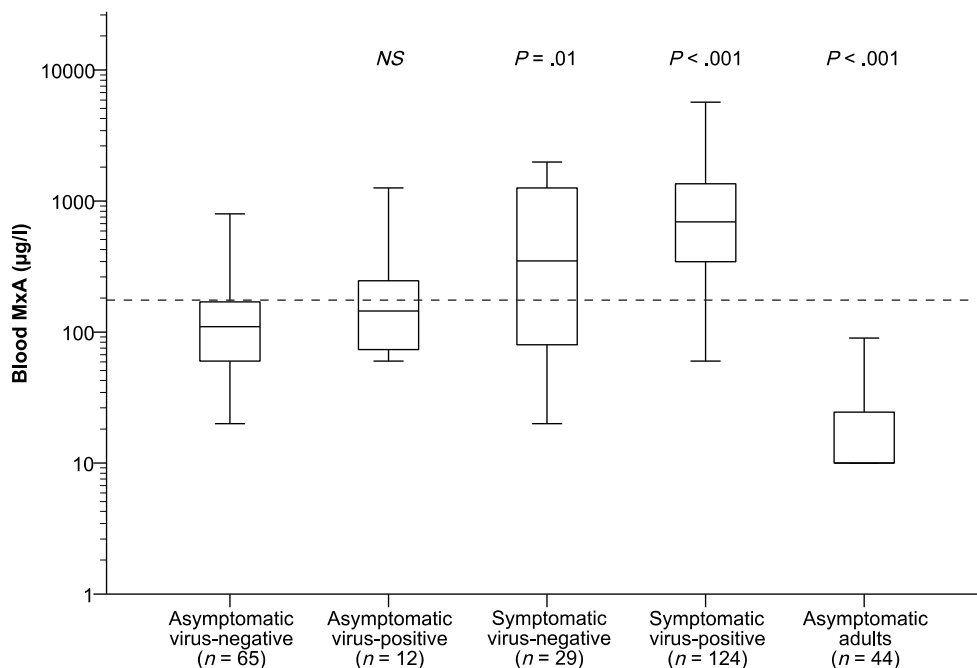 NS P = .01 P < .001 P < .001
10000
1000
100
10
1
Blood MxA (µg/l)
Asymptomatic Asymptomatic Symptomatic Symptomatic Asymptomatic
virus-negative virus-positive virus-negative virus-positive adults
(n = 65) (n = 12) (n = 29) (n = 124) (n = 44)